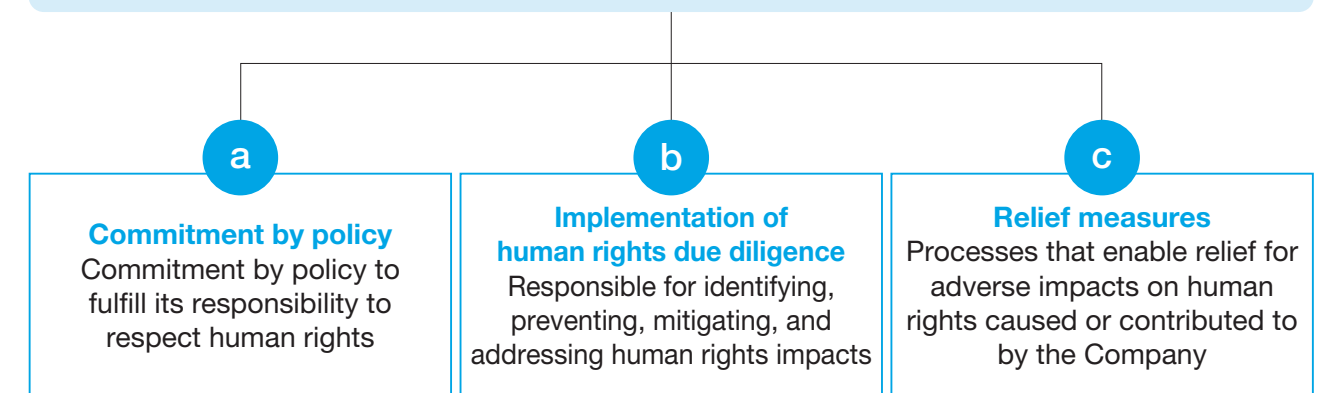 a
Commitment by policy
Commitment by policy to
fulfill its responsibility to
respect human rights
b
Implementation of
human rights due diligence
Responsible for identifying,
preventing, mitigating, and
addressing human rights impacts
c
Relief measures
Processes that enable relief for
adverse impacts on human
rights caused or contributed to
by the Company